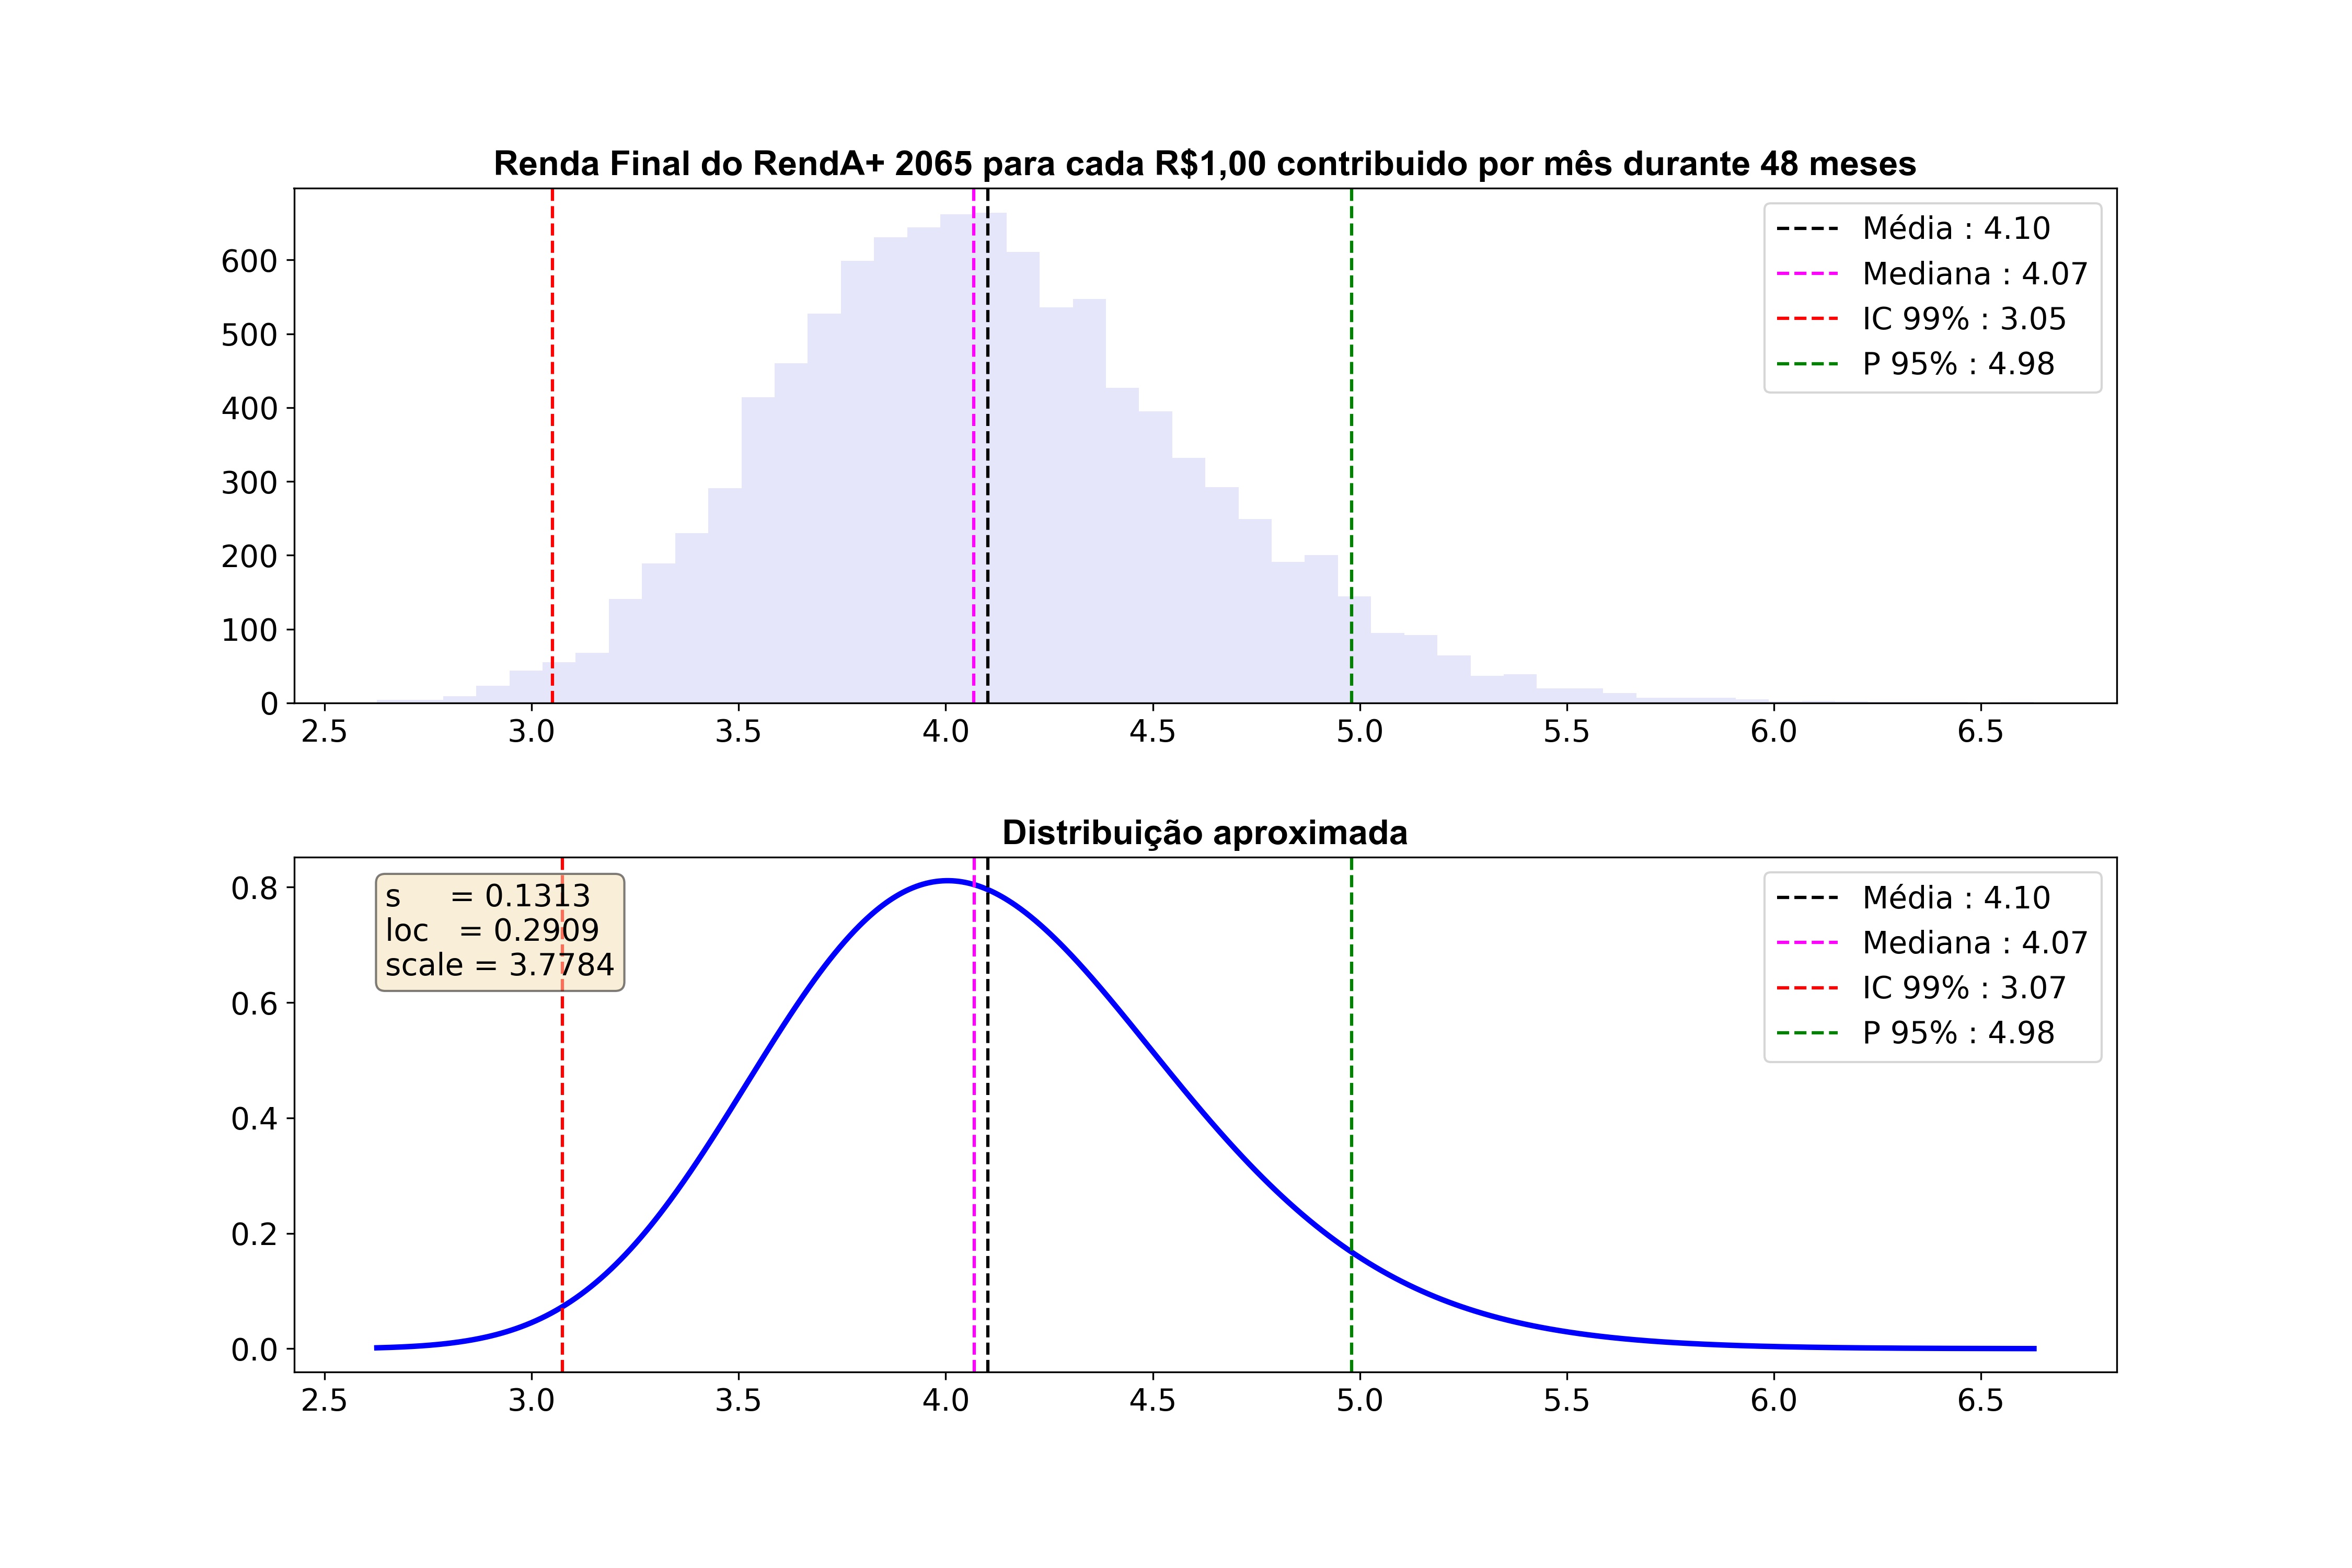 Renda Final do RendA+ 2065 para cada R$1,00 contribuido por mês durante 48 meses
Média : 4.10
Mediana : 4.07
IC 99% : 3.05
P 95% : 4.98
600
500
400
300
200
100
0
2.5 3.0 3.5 4.0 4.5 5.0 5.5 6.0 6.5
Distribuição aproximada
s = 0.1313
loc = 0.2909
scale = 3.7784
Média : 4.10
Mediana : 4.07
IC 99% : 3.07
P 95% : 4.98
0.8
0.6
0.4
0.2
0.0
2.5 3.0 3.5 4.0 4.5 5.0 5.5 6.0 6.5